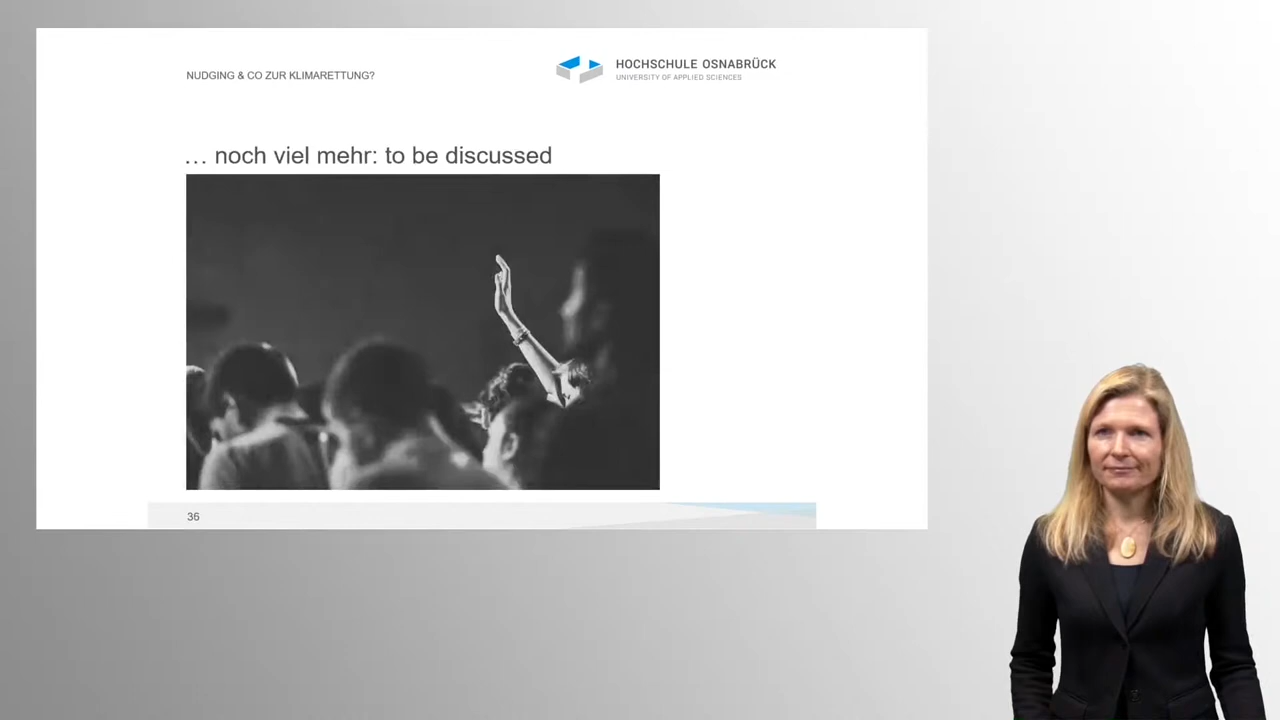 NUDGING & CO ZUR KLIMARETTUNG?
HOCHSCHULE OSNABRÜCK
UNIVERSITY OF APPLIED SCIENCES
… noch viel mehr: to be discussed
36